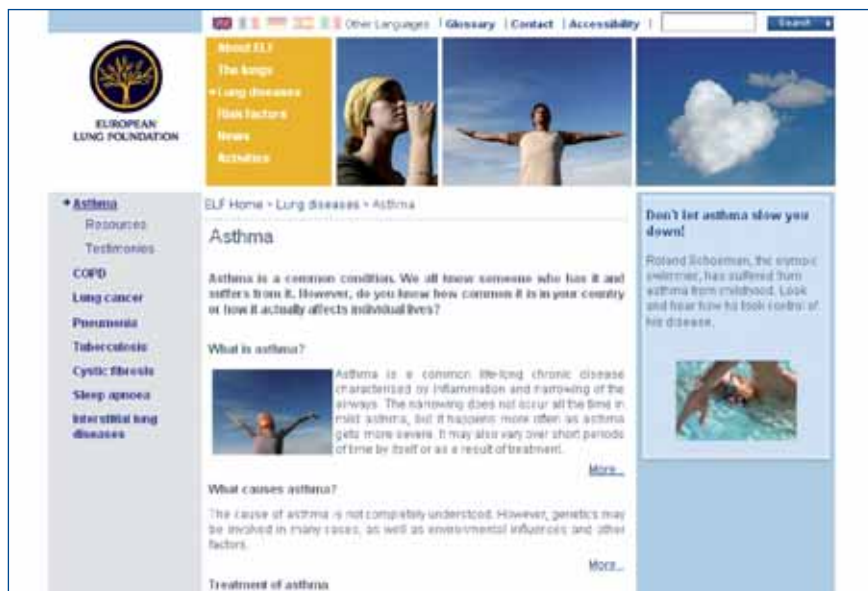 Other Languages | Glossary | Contact | Accessibility |
Search
EUROPEAN
LUNG FOUNDATION
About ELF
The lungs
Lung diseases
Risk factors
News
Activities
Asthma
Resources
Testimonies
COPD
Lung cancer
Pneumonia
Tuberculosis
Cystic fibrosis
Sleep apnoea
Interstitial lung
diseases
ELF Home > Lung diseases > Asthma
Asthma
Asthma is a common condition. We all know someone who has it and
suffers from it. However, do you know how common it is in your country
or how it actually affects individual lives?
What is asthma?
Asthma is a common life-long chronic disease
characterised by inflammation and narrowing of the
airways. The narrowing does not occur all the time in
mild asthma, but it happens more often as asthma
gets more severe. It may also vary over short periods
of time by itself or as a result of treatment.
More...
What causes asthma?
The cause of asthma is not completely understood. However, genetics may
be involved in many cases, as well as environmental influences and other
factors.
More...
Treatment of asthma
Don't let asthma slow you
down!
Roland Schoeman, the olympic
swimmer, has suffered from
asthma from childhood. Look
and hear how he took control of
his disease.